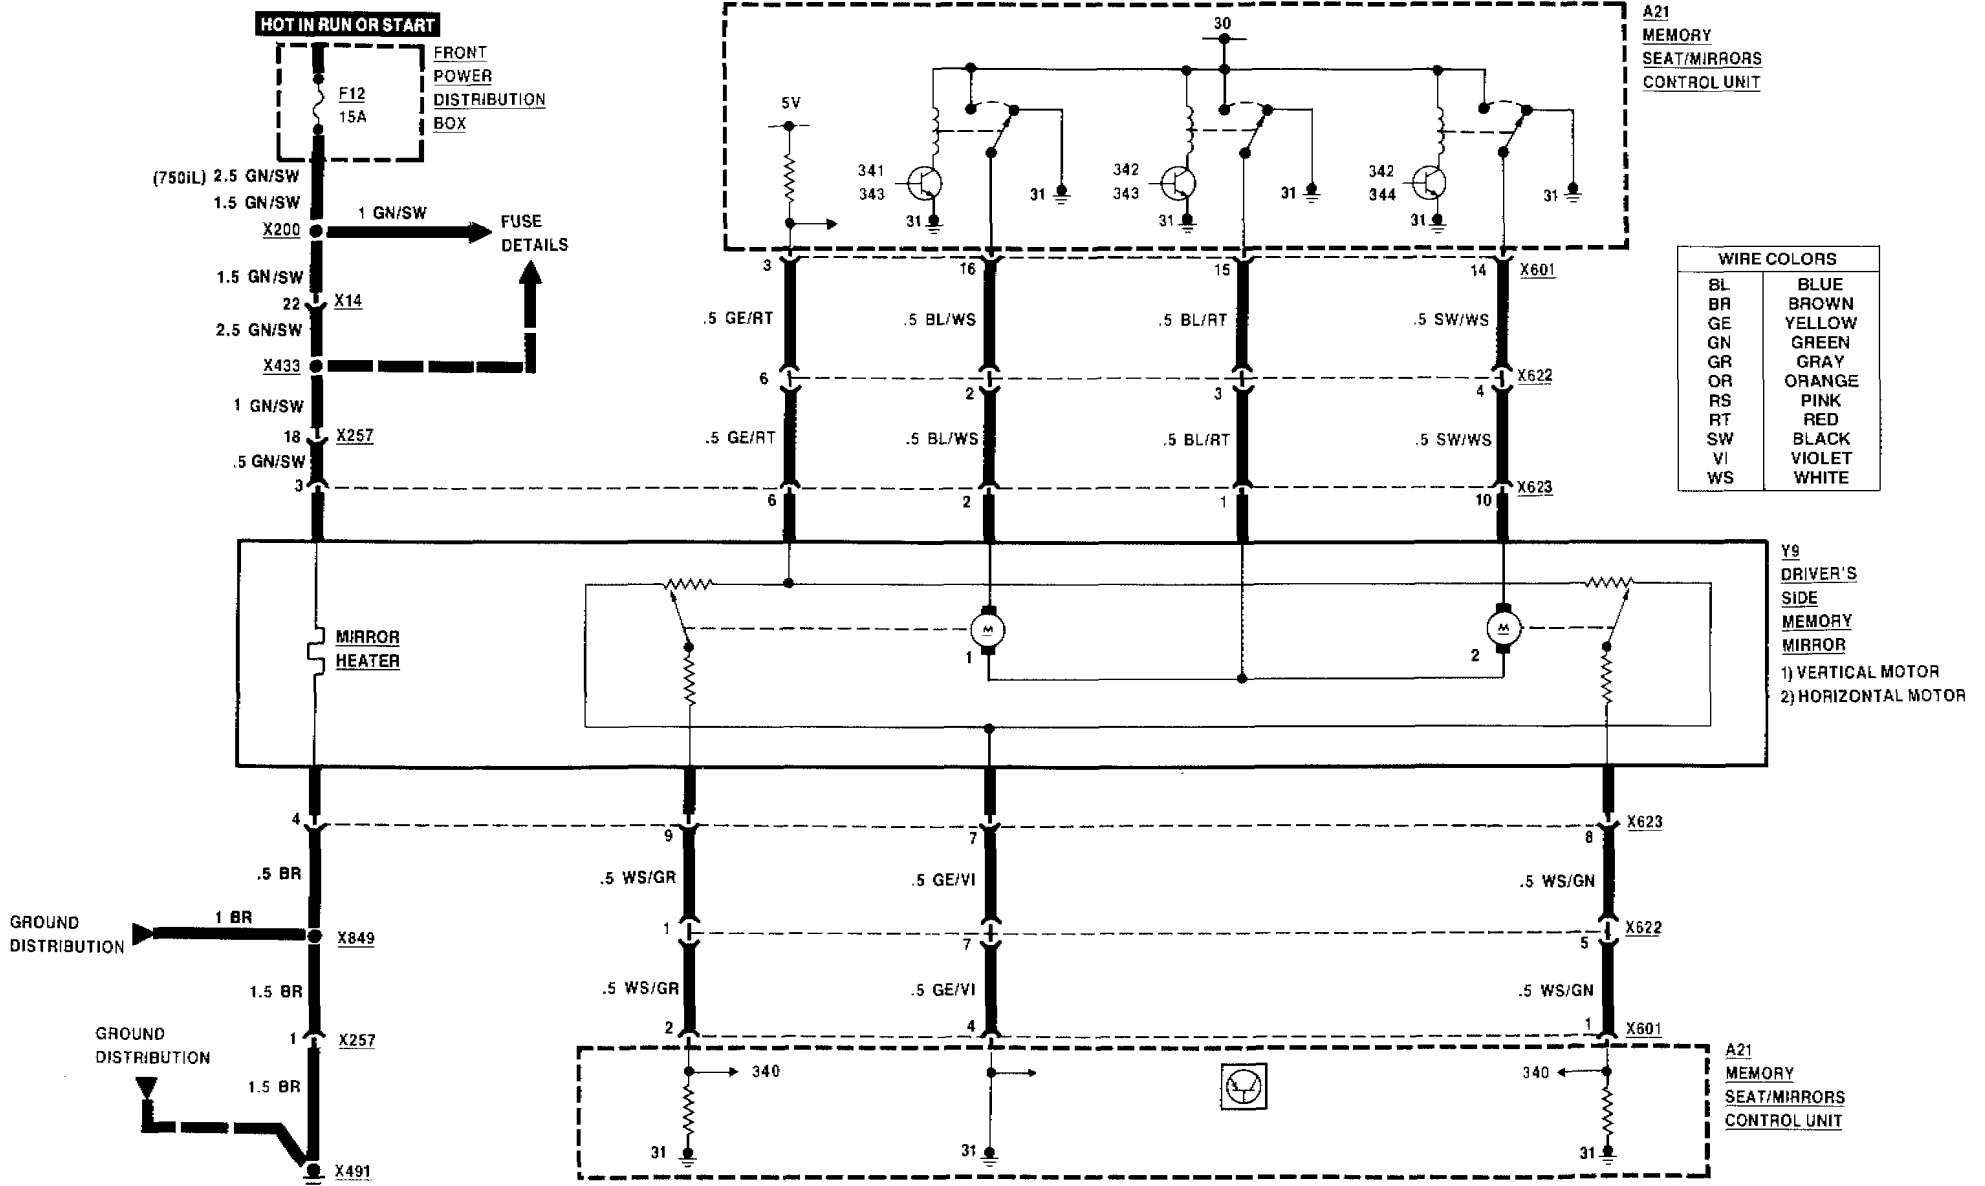 HOT IN RUN OR START
FRONT
POWER
DISTRIBUTION
BOX
F12
15A
(750iL) 2.5 GN/SW
1.5 GN/SW
X200
1 GN/SW
FUSE
DETAILS
1.5 GN/SW
22
X14
2.5 GN/SW
X433
1 GN/SW
18
X257
.5 GN/SW
3
A21
MEMORY
SEAT/MIRRORS
CONTROL UNIT
30
5V
341
343
31
31
342
343
31
31
342
344
31
31
3
16
15
14
X601
.5 GE/RT
.5 BL/WS
.5 BL/RT
.5 SW/WS
6
2
3
4
X622
.5 GE/RT
.5 BL/WS
.5 BL/RT
.5 SW/WS
6
2
1
10
X623
WIRE COLORS
BL BLUE
BR BROWN
GE YELLOW
GN GREEN
GR GRAY
OR ORANGE
RS PINK
RT RED
SW BLACK
VI VIOLET
WS WHITE
MIRROR
HEATER
M
1
M
2
Y9
DRIVER'S
SIDE
MEMORY
MIRROR
1) VERTICAL MOTOR
2) HORIZONTAL MOTOR
4
9
7
8
X623
.5 BR
.5 WS/GR
.5 GE/VI
.5 WS/GN
GROUND
DISTRIBUTION
1 BR
X849
1
7
5
X622
1.5 BR
.5 WS/GR
.5 GE/VI
.5 WS/GN
1
X257
2
4
1
X601
GROUND
DISTRIBUTION
1.5 BR
X491
340
31
31
340
31
A21
MEMORY
SEAT/MIRRORS
CONTROL UNIT